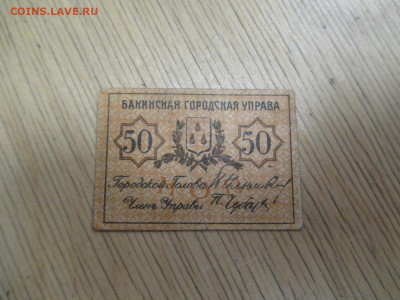 COINS.LAVE.RU
БАКИНСКАЯ ГОРОДСКАЯ УПРАВА
50 50
Городской Голова
Членъ Управы П.